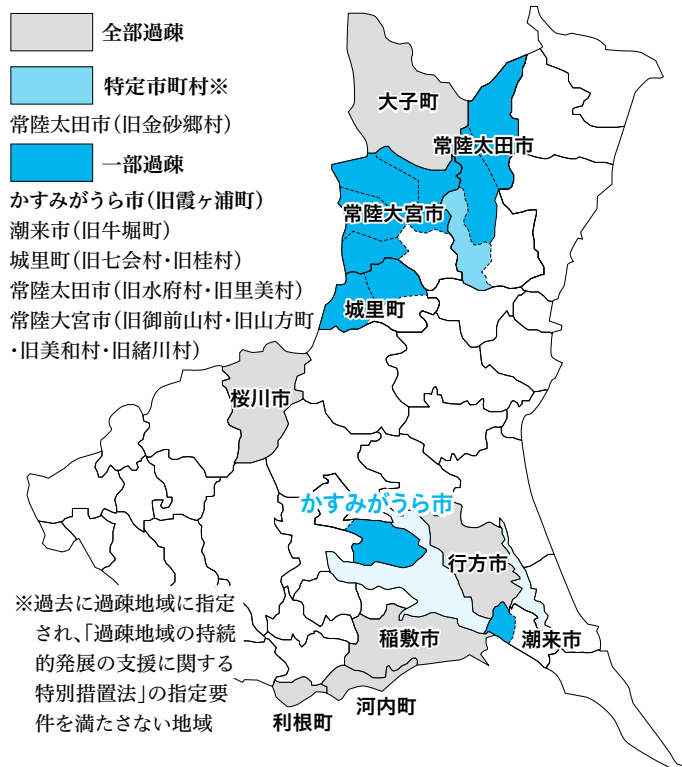 全部過疎
特定市町村※
常陸太田市（旧金砂郷村）
一部過疎
かすみがうら市（旧霞ヶ浦町）
潮来市（旧牛堀町）
城里町（旧七会村・旧桂村）
常陸太田市（旧水府村・旧里美村）
常陸大宮市（旧御前山村・旧山方町
・旧美和村・旧緒川村）
大子町
常陸太田市
常陸大宮市
城里町
桜川市
かすみがうら市
行方市
稲敷市
潮来市
河内町
利根町
※過去に過疎地域に指定
され、「過疎地域の持続
的発展の支援に関する
特別措置法」の指定要
件を満たさない地域